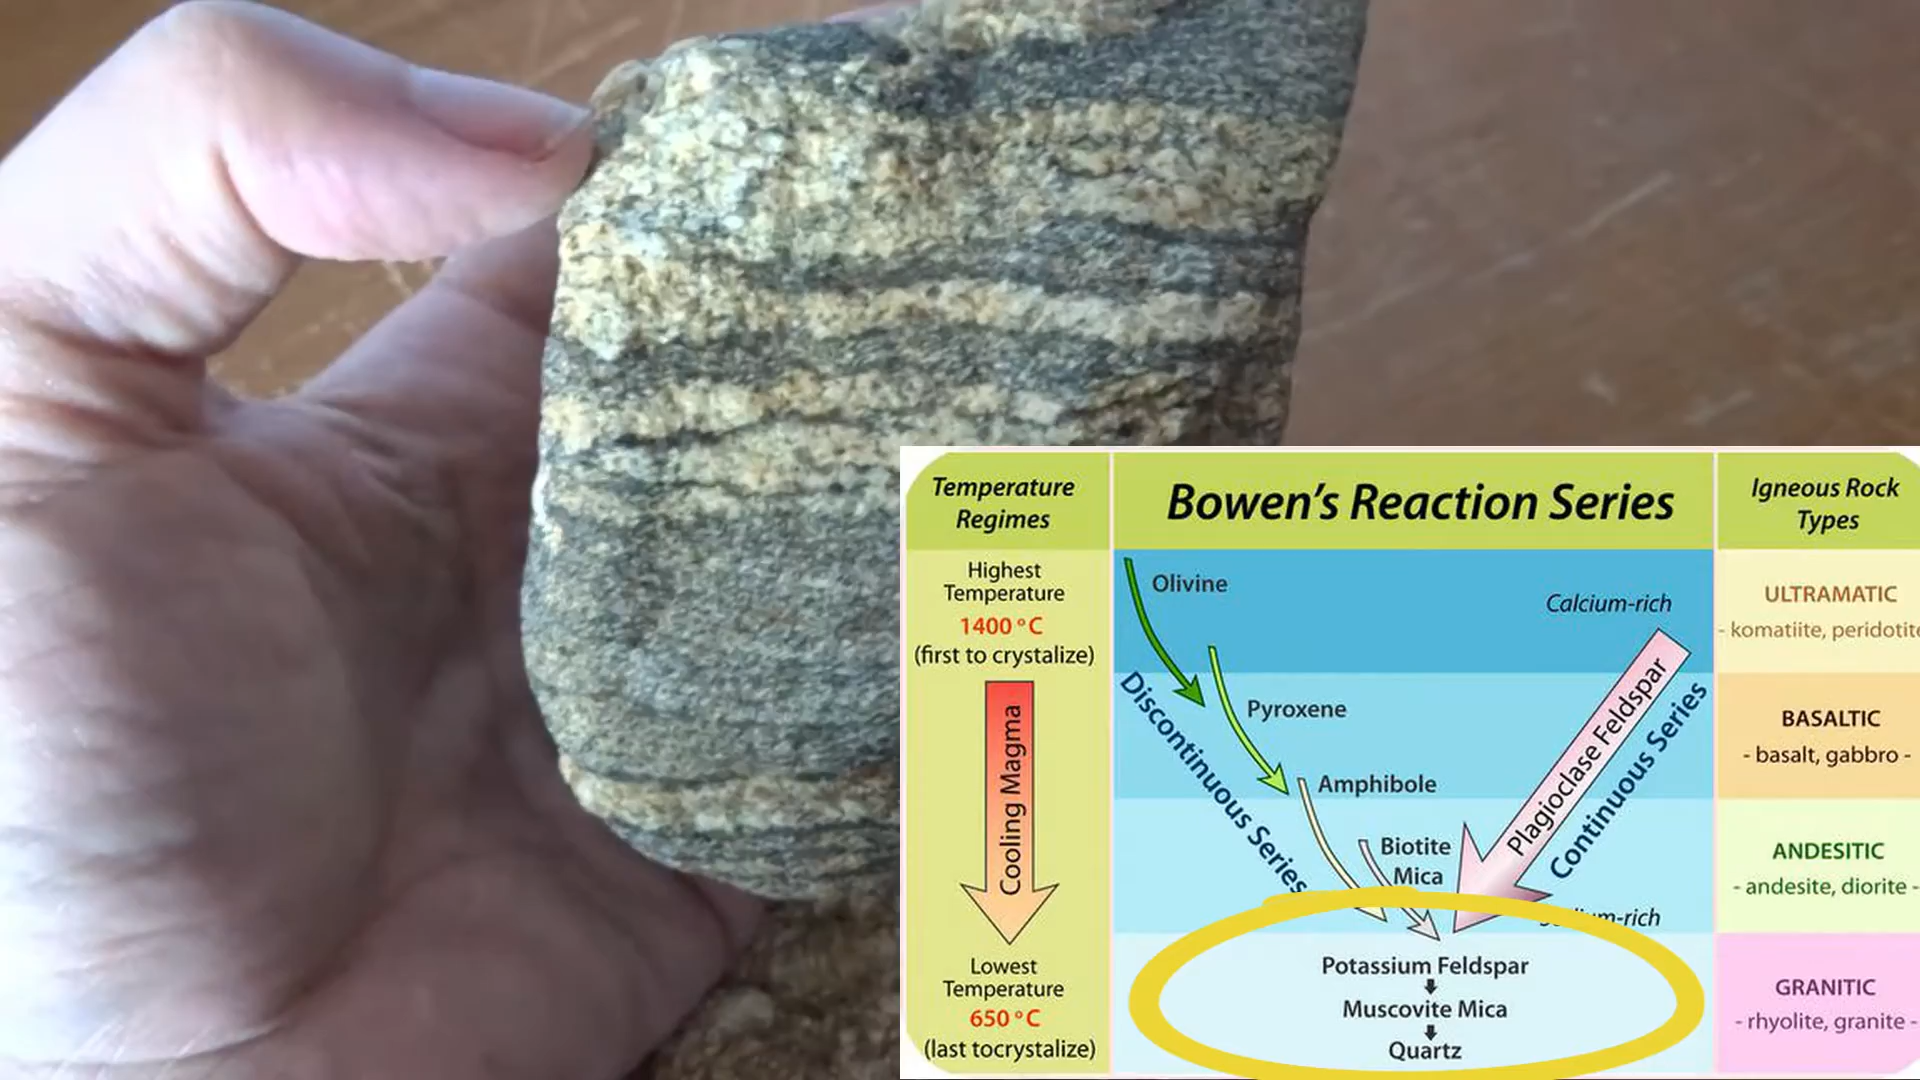 Temperature
Regimes
Bowen's Reaction Series
Igneous Rock
Types
Highest
Temperature
1400 °C
(first to crystalize)
Cooling Magma
Lowest
Temperature
650 °C
(last tocrystalize)
Olivine
Calcium-rich
Pyroxene
Discontinuous Series
Plagioclase Feldspar
Continuous Series
Amphibole
Biotite
Mica
Potassium Feldspar
Muscovite Mica
Quartz
ULTRAMATIC
- komatiite, peridotite
BASALTIC
- basalt, gabbro -
ANDESITIC
- andesite, diorite -
GRANITIC
- rhyolite, granite -